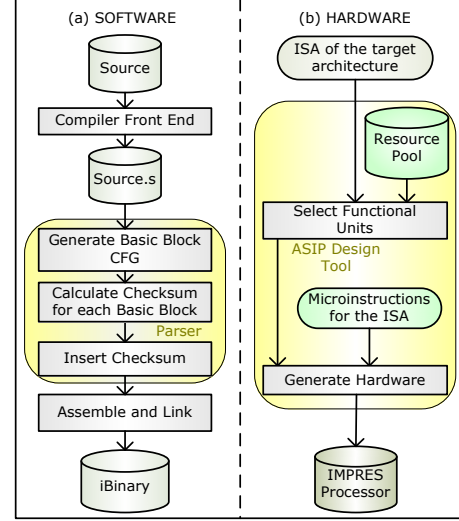 (a) SOFTWARE
Source
Compiler Front End
Source.s
Generate Basic Block
CFG
Calculate Checksum
for each Basic Block
Parser
Insert Checksum
Assemble and Link
iBinary
(b) HARDWARE
ISA of the target
architecture
Resource
Pool
Select Functional
Units
ASIP Design
Tool
Microinstructions
for the ISA
Generate Hardware
IMPRES
Processor